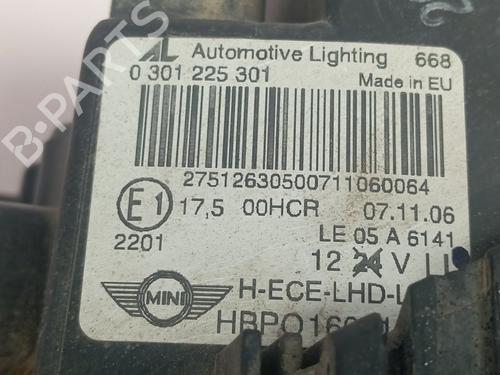 AL Automotive Lighting 668
0 301 225 301 Made in EU
27512630500711060064
E1 17,5 00HCR 07.11.06
2201 LE 05 A 6141
12 24 V
MINI H-ECE-LHD-L
B-PARTS